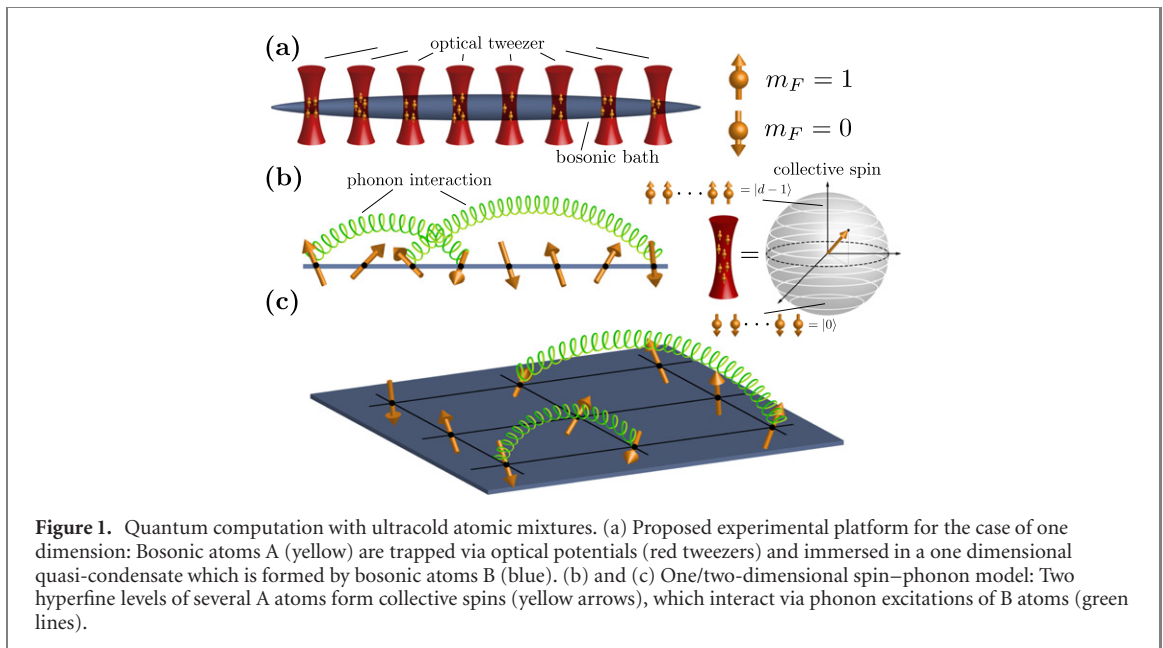 (a)
optical tweezer
bosonic bath
m_F = 1
m_F = 0
(b)
phonon interaction
collective spin
· · · = |d − 1⟩
=
· · · = |0⟩
(c)
Figure 1. Quantum computation with ultracold atomic mixtures. (a) Proposed experimental platform for the case of one
dimension: Bosonic atoms A (yellow) are trapped via optical potentials (red tweezers) and immersed in a one dimensional
quasi-condensate which is formed by bosonic atoms B (blue). (b) and (c) One/two-dimensional spin–phonon model: Two
hyperfine levels of several A atoms form collective spins (yellow arrows), which interact via phonon excitations of B atoms (green
lines).